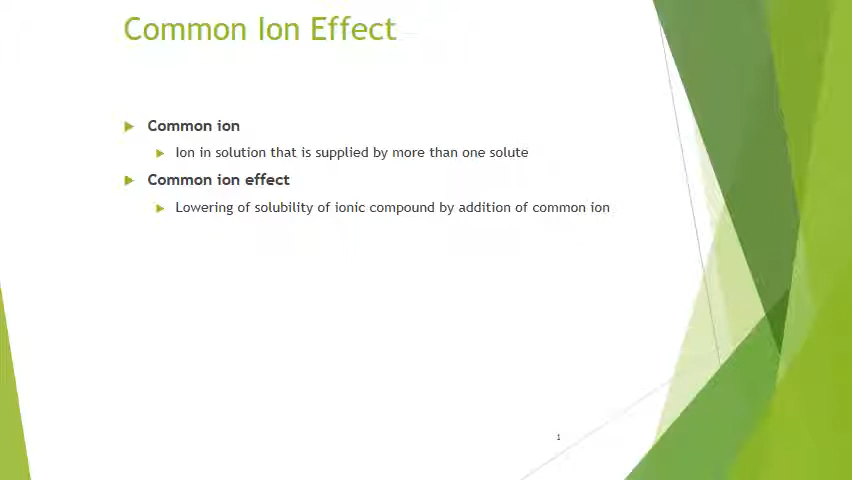 Common Ion Effect
Common ion
Ion in solution that is supplied by more than one solute
Common ion effect
Lowering of solubility of ionic compound by addition of common ion
1